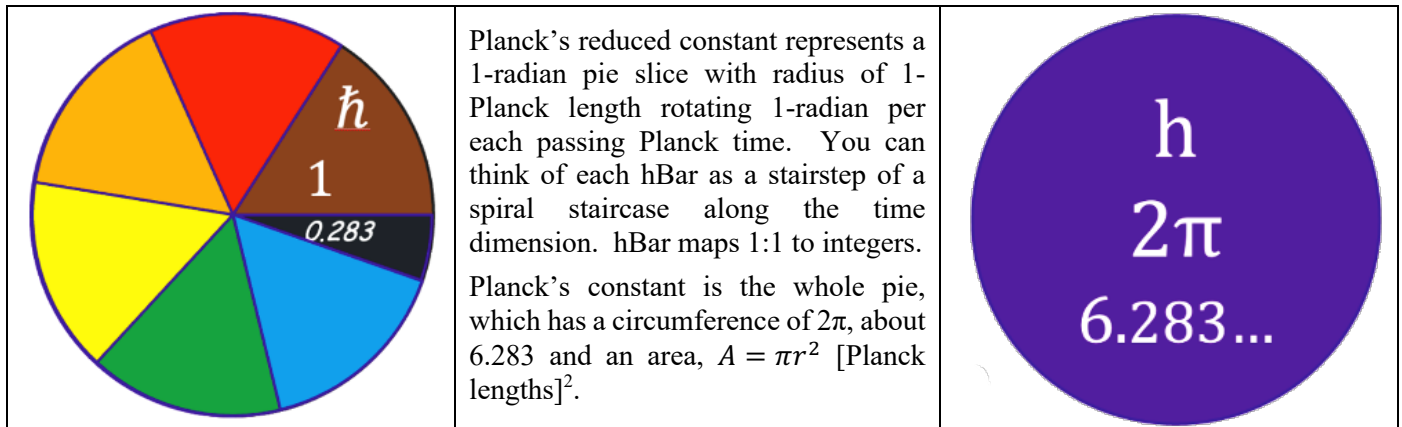 ħ
1
0.283
Planck’s reduced constant represents a
1-radian pie slice with radius of 1-
Planck length rotating 1-radian per
each passing Planck time. You can
think of each hBar as a stairstep of a
spiral staircase along the time
dimension. hBar maps 1:1 to integers.
Planck’s constant is the whole pie,
which has a circumference of 2π, about
6.283 and an area, A = πr² [Planck
lengths]².
h
2π
6.283...